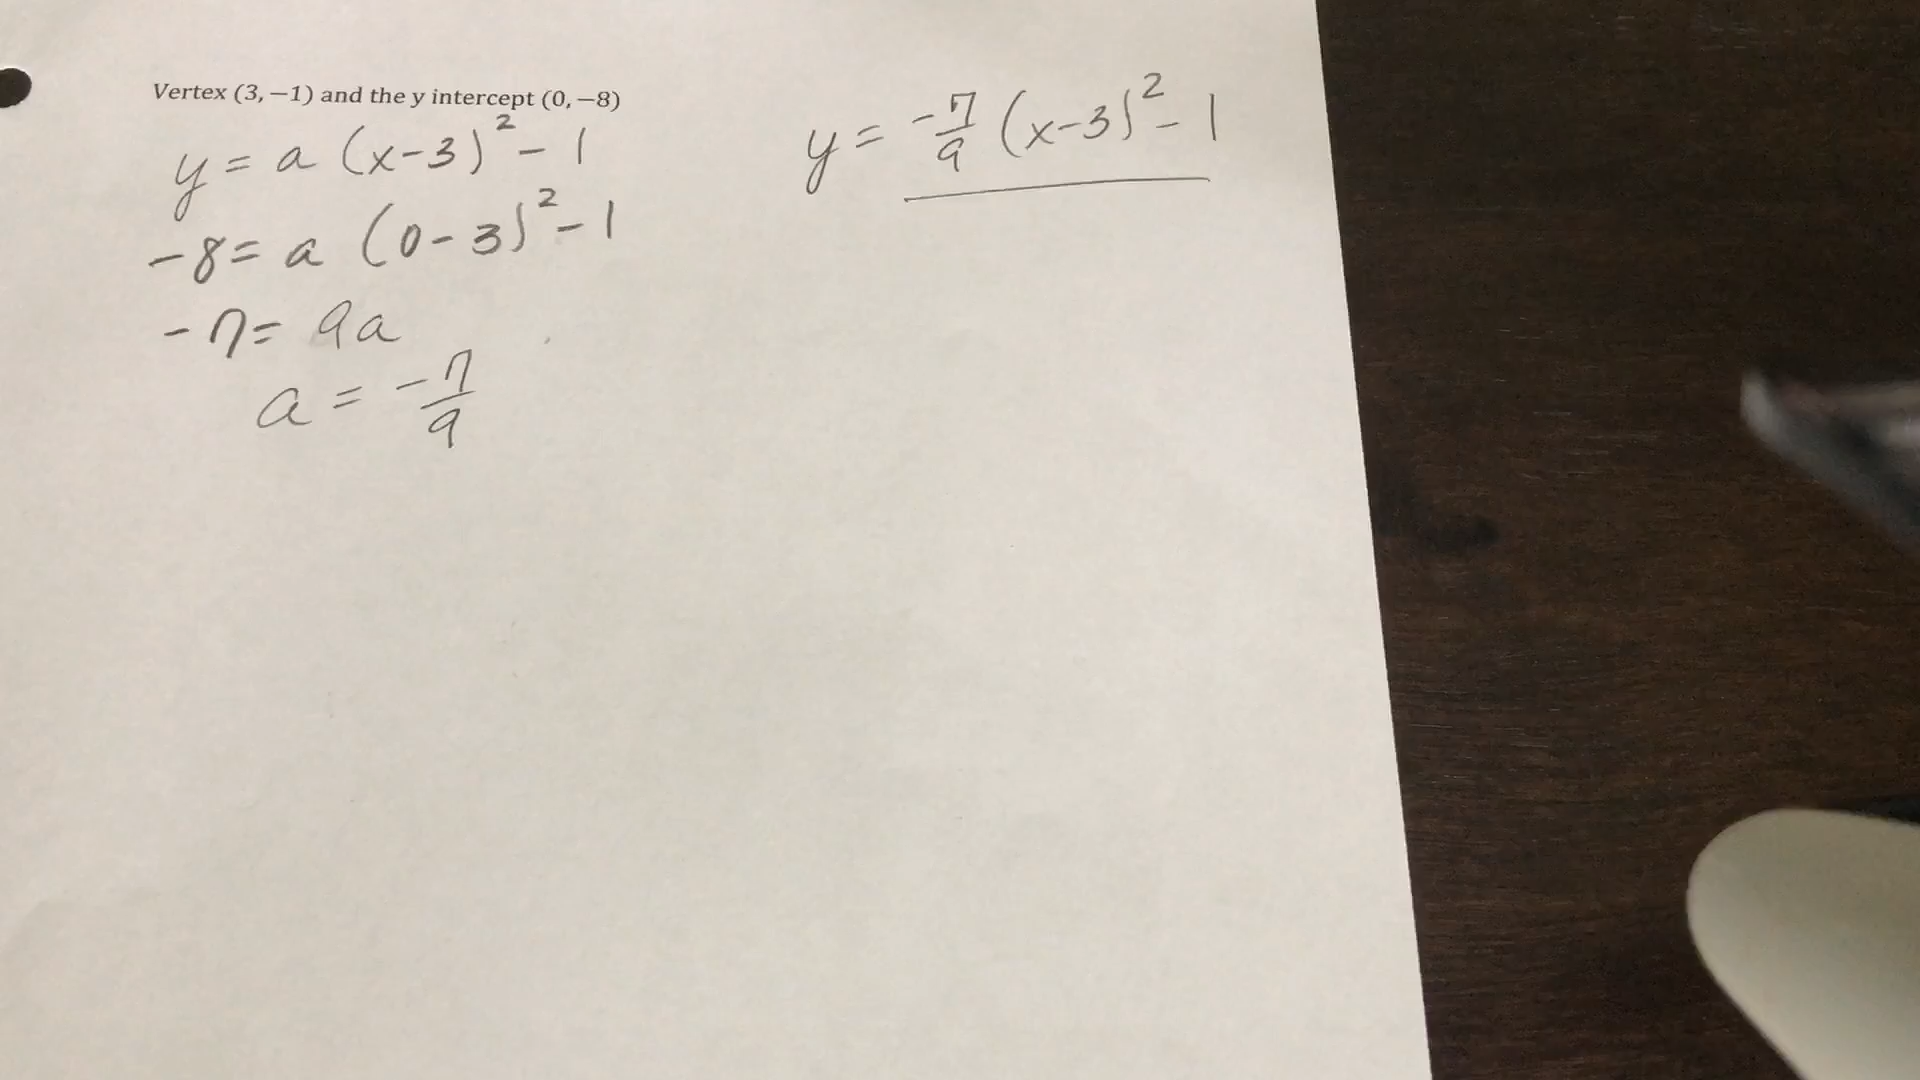 Vertex (3, −1) and the y intercept (0, −8)
y = a (x-3)² - 1
-8 = a (0-3)² - 1
-7 = 9a
a = -7/9
y = -7/9 (x-3)² - 1